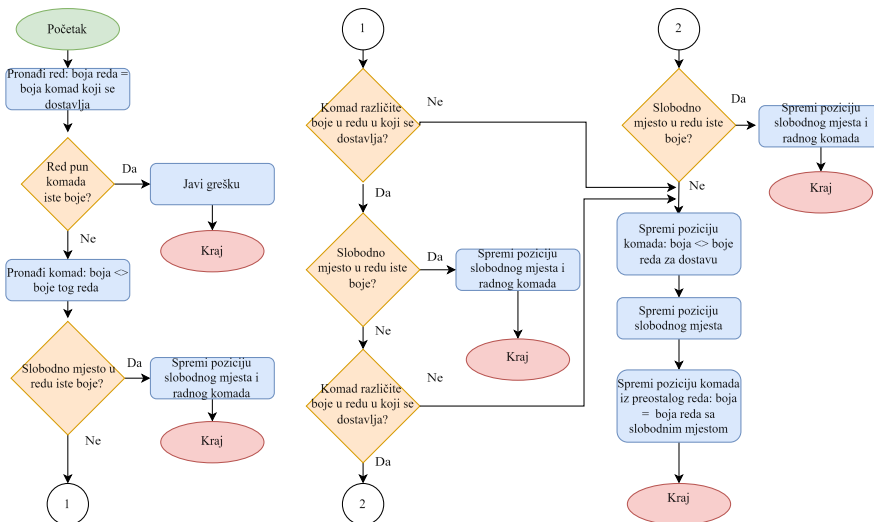 Početak
Pronađi red: boja reda =
boja komad koji se
dostavlja
Red pun
komada
iste boje?
Da
Javi grešku
Kraj
Ne
Pronađi komad: boja <>
boje tog reda
Slobodno mjesto u
redu iste boje?
Da
Spremi poziciju
slobodnog mjesta i
radnog komada
Kraj
Ne
1
1
Komad različite
boje u redu u koji se
dostavlja?
Ne
Da
Slobodno
mjesto u redu iste
boje?
Da
Spremi poziciju
slobodnog mjesta i
radnog komada
Kraj
Ne
Komad različite
boje u redu u koji se
dostavlja?
Ne
Da
2
2
Slobodno
mjesto u redu iste
boje?
Da
Spremi poziciju
slobodnog mjesta i
radnog komada
Kraj
Ne
Spremi poziciju
komada: boja <> boje
reda za dostavu
Spremi poziciju
slobodnog mjesta
Spremi poziciju komada
iz preostalog reda: boja
= boja reda sa
slobodnim mjestom
Kraj